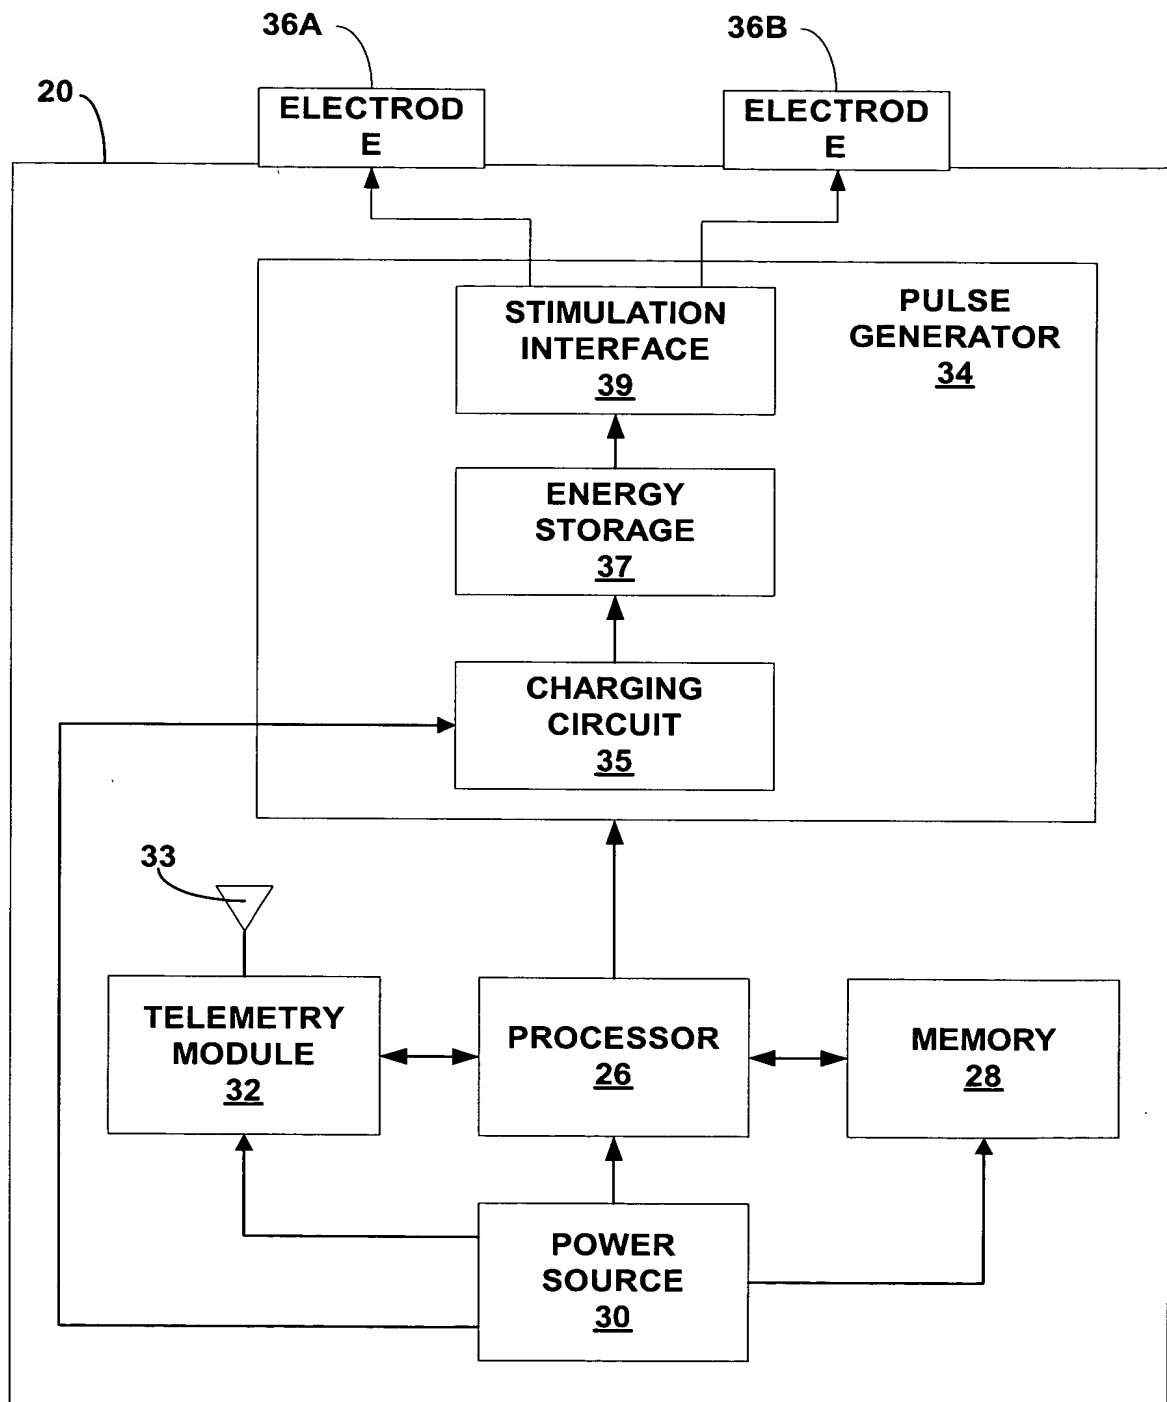 36A
36B
20
ELECTROD
E
ELECTROD
E
STIMULATION
INTERFACE
39
PULSE
GENERATOR
34
ENERGY
STORAGE
37
CHARGING
CIRCUIT
35
33
TELEMETRY
MODULE
32
PROCESSOR
26
MEMORY
28
POWER
SOURCE
30